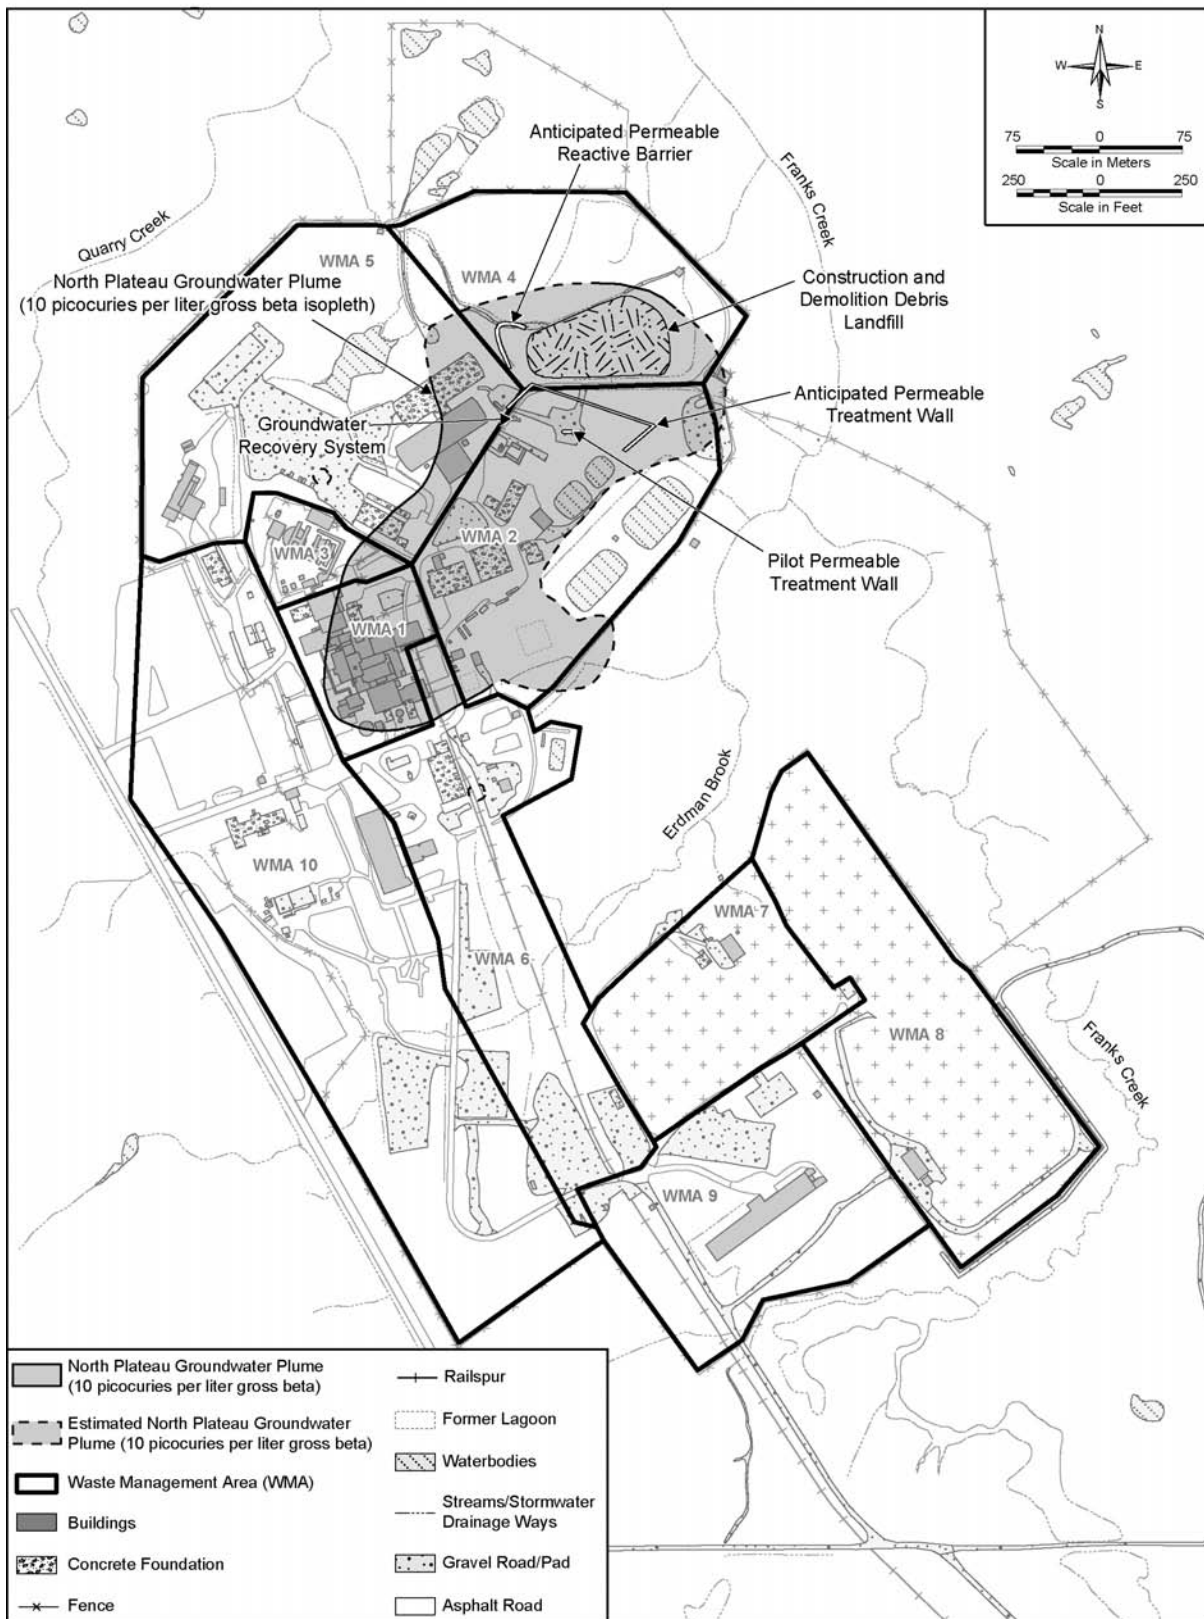 N
W E
S
75 0 75
Scale in Meters
250 0 250
Scale in Feet
Anticipated Permeable
Reactive Barrier
Franks Creek
Quarry Creek
WMA 5
WMA 4
North Plateau Groundwater Plume
(10 picocuries per liter gross beta isopleth)
Construction and
Demolition Debris
Landfill
Anticipated Permeable
Treatment Wall
Groundwater
Recovery System
WMA 3
WMA 2
Pilot Permeable
Treatment Wall
WMA 1
Erdman Brook
WMA 10
WMA 7
WMA 6
WMA 8
Franks Creek
WMA 9
North Plateau Groundwater Plume
(10 picocuries per liter gross beta)
Estimated North Plateau Groundwater
Plume (10 picocuries per liter gross beta)
Waste Management Area (WMA)
Buildings
Concrete Foundation
Fence
Railspur
Former Lagoon
Waterbodies
Streams/Stormwater
Drainage Ways
Gravel Road/Pad
Asphalt Road